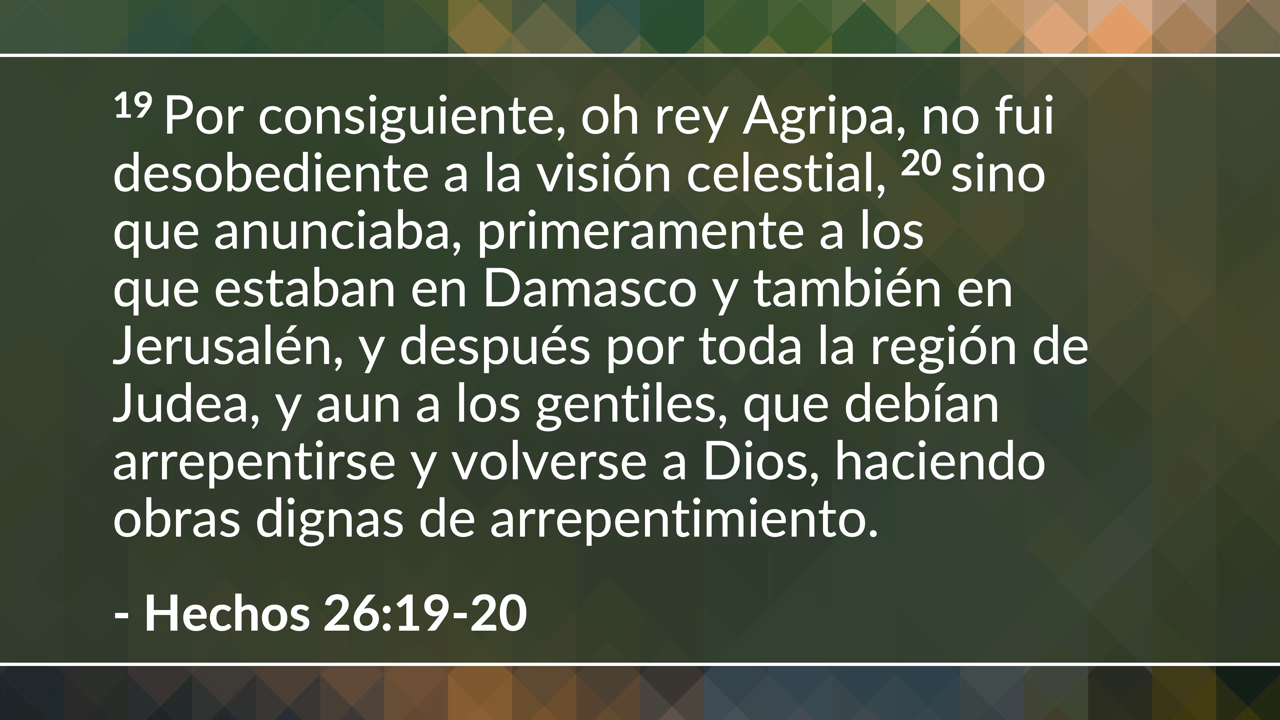 19 Por consiguiente, oh rey Agripa, no fui
desobediente a la visión celestial, 20 sino
que anunciaba, primeramente a los
que estaban en Damasco y también en
Jerusalén, y después por toda la región de
Judea, y aun a los gentiles, que debían
arrepentirse y volverse a Dios, haciendo
obras dignas de arrepentimiento.
- Hechos 26:19-20